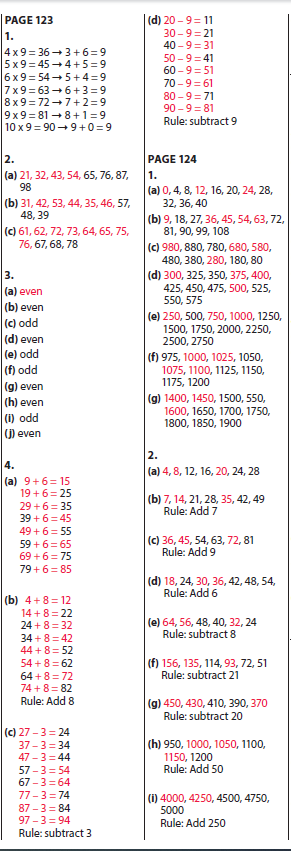 PAGE 123
1.
4 x 9 = 36 → 3 + 6 = 9
5 x 9 = 45 → 4 + 5 = 9
6 x 9 = 54 → 5 + 4 = 9
7 x 9 = 63 → 6 + 3 = 9
8 x 9 = 72 → 7 + 2 = 9
9 x 9 = 81 → 8 + 1 = 9
10 x 9 = 90 → 9 + 0 = 9
2.
(a) 21, 32, 43, 54, 65, 76, 87,
98
(b) 31, 42, 53, 44, 35, 46, 57,
48, 39
(c) 61, 62, 72, 73, 64, 65, 75,
76, 67, 68, 78
3.
(a) even
(b) even
(c) odd
(d) even
(e) odd
(f) odd
(g) even
(h) even
(i) odd
(j) even
4.
(a) 9 + 6 = 15
19 + 6 = 25
29 + 6 = 35
39 + 6 = 45
49 + 6 = 55
59 + 6 = 65
69 + 6 = 75
79 + 6 = 85
(b) 4 + 8 = 12
14 + 8 = 22
24 + 8 = 32
34 + 8 = 42
44 + 8 = 52
54 + 8 = 62
64 + 8 = 72
74 + 8 = 82
Rule: Add 8
(c) 27 – 3 = 24
37 – 3 = 34
47 – 3 = 44
57 – 3 = 54
67 – 3 = 64
77 – 3 = 74
87 – 3 = 84
97 – 3 = 94
Rule: subtract 3
(d) 20 – 9 = 11
30 – 9 = 21
40 – 9 = 31
50 – 9 = 41
60 – 9 = 51
70 – 9 = 61
80 – 9 = 71
90 – 9 = 81
Rule: subtract 9
PAGE 124
1.
(a) 0, 4, 8, 12, 16, 20, 24, 28,
32, 36, 40
(b) 9, 18, 27, 36, 45, 54, 63, 72,
81, 90, 99, 108
(c) 980, 880, 780, 680, 580,
480, 380, 280, 180, 80
(d) 300, 325, 350, 375, 400,
425, 450, 475, 500, 525,
550, 575
(e) 250, 500, 750, 1000, 1250,
1500, 1750, 2000, 2250,
2500, 2750
(f) 975, 1000, 1025, 1050,
1075, 1100, 1125, 1150,
1175, 1200
(g) 1400, 1450, 1500, 550,
1600, 1650, 1700, 1750,
1800, 1850, 1900
2.
(a) 4, 8, 12, 16, 20, 24, 28
(b) 7, 14, 21, 28, 35, 42, 49
Rule: Add 7
(c) 36, 45, 54, 63, 72, 81
Rule: Add 9
(d) 18, 24, 30, 36, 42, 48, 54,
Rule: Add 6
(e) 64, 56, 48, 40, 32, 24
Rule: subtract 8
(f) 156, 135, 114, 93, 72, 51
Rule: subtract 21
(g) 450, 430, 410, 390, 370
Rule: subtract 20
(h) 950, 1000, 1050, 1100,
1150, 1200
Rule: Add 50
(i) 4000, 4250, 4500, 4750,
5000
Rule: Add 250